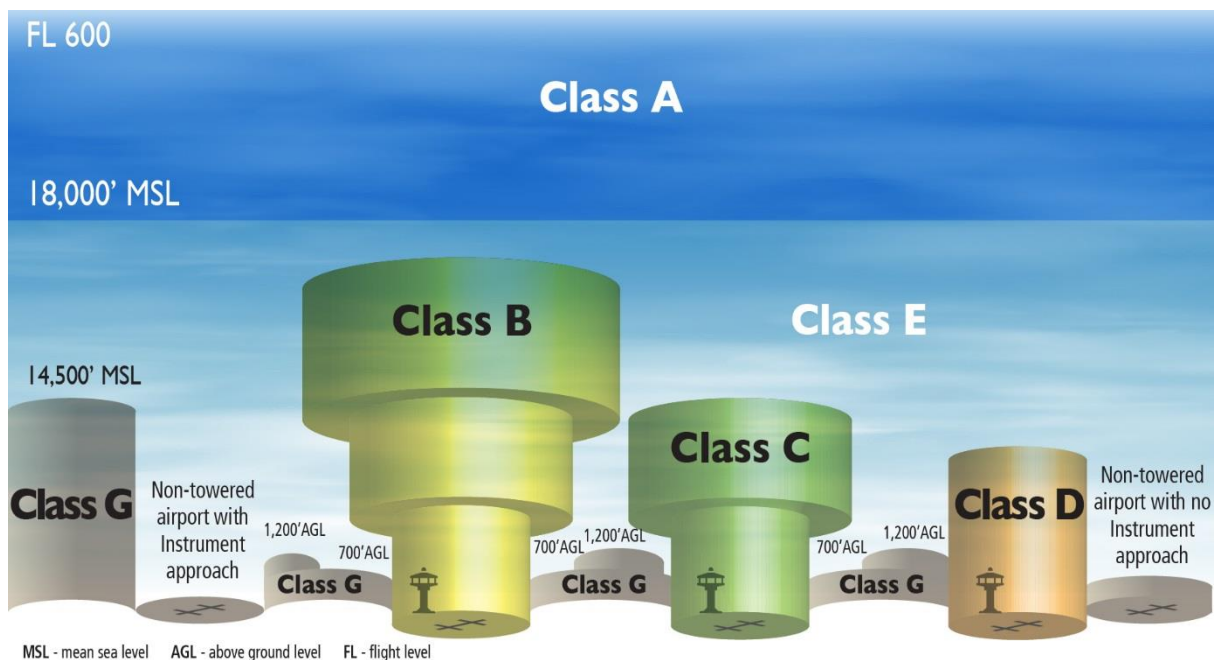 FL 600
Class A
18,000’ MSL
Class B
Class E
14,500’ MSL
Class C
Class G
Non-towered
airport with
Instrument
approach
1,200’AGL
700’AGL
Class G
700’AGL
1,200’AGL
Class G
700’AGL
1,200’AGL
Class G
Class D
Non-towered
airport with no
Instrument
approach
MSL - mean sea level AGL - above ground level FL - flight level